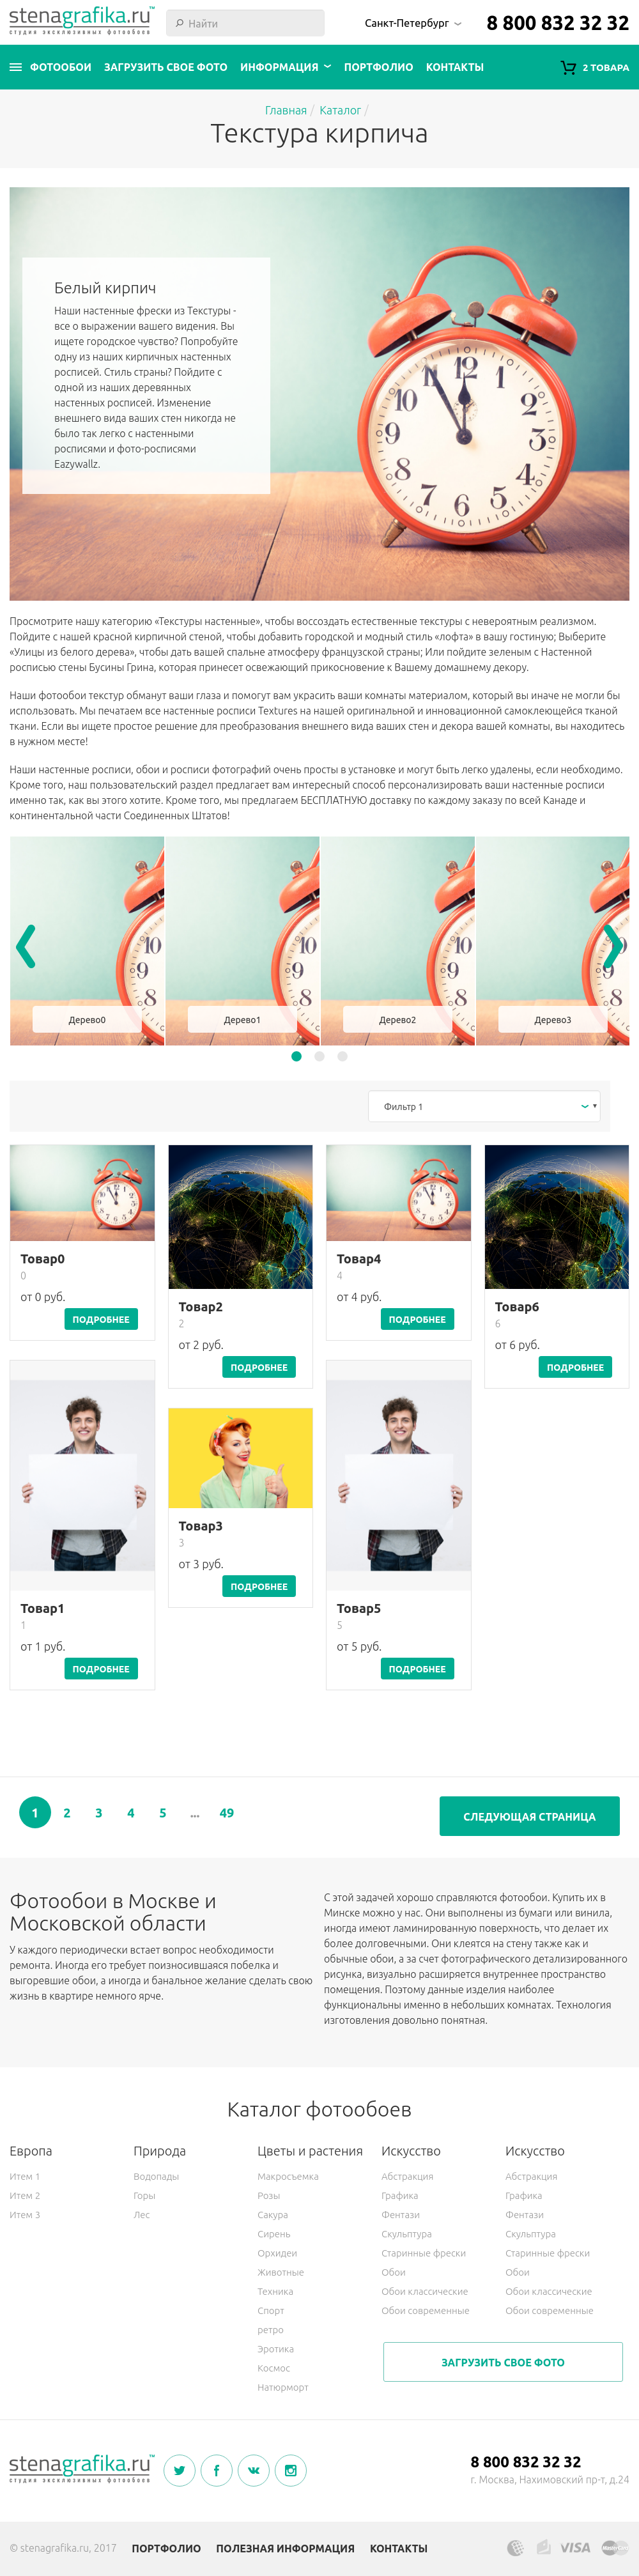 stenagrafika.ru™
студия эксклюзивных фотообоев
Найти
Санкт-Петербург
8 800 832 32 32
ФОТООБОИ
ЗАГРУЗИТЬ СВОЕ ФОТО
ИНФОРМАЦИЯ
ПОРТФОЛИО
КОНТАКТЫ
2 ТОВАРА
Главная / Каталог /
Текстура кирпича
Белый кирпич
Наши настенные фрески из Текстуры -
все о выражении вашего видения. Вы
ищете городское чувство? Попробуйте
одну из наших кирпичных настенных
росписей. Стиль страны? Пойдите с
одной из наших деревянных
настенных росписей. Изменение
внешнего вида ваших стен никогда не
было так легко с настенными
росписями и фото-росписями
Eazywallz.
Просмотрите нашу категорию «Текстуры настенные», чтобы воссоздать естественные текстуры с невероятным реализмом.
Пойдите с нашей красной кирпичной стеной, чтобы добавить городской и модный стиль «лофта» в вашу гостиную; Выберите
«Улицы из белого дерева», чтобы дать вашей спальне атмосферу французской страны; Или пойдите зеленым с Настенной
росписью стены Бусины Грина, которая принесет освежающий прикосновение к Вашему домашнему декору.
Наши фотообои текстур обманут ваши глаза и помогут вам украсить ваши комнаты материалом, который вы иначе не могли бы
использовать. Мы печатаем все настенные росписи Textures на нашей оригинальной и инновационной самоклеющейся тканой
ткани. Если вы ищете простое решение для преобразования внешнего вида ваших стен и декора вашей комнаты, вы находитесь
в нужном месте!
Наши настенные росписи, обои и росписи фотографий очень просты в установке и могут быть легко удалены, если необходимо.
Кроме того, наш пользовательский раздел предлагает вам интересный способ персонализировать ваши настенные росписи
именно так, как вы этого хотите. Кроме того, мы предлагаем БЕСПЛАТНУЮ доставку по каждому заказу по всей Канаде и
континентальной части Соединенных Штатов!
Дерево0
Дерево1
Дерево2
Дерево3
Фильтр 1
Товар0
0
от 0 руб.
ПОДРОБНЕЕ
Товар2
2
от 2 руб.
ПОДРОБНЕЕ
Товар4
4
от 4 руб.
ПОДРОБНЕЕ
Товар6
6
от 6 руб.
ПОДРОБНЕЕ
Товар1
1
от 1 руб.
ПОДРОБНЕЕ
Товар3
3
от 3 руб.
ПОДРОБНЕЕ
Товар5
5
от 5 руб.
ПОДРОБНЕЕ
1 2 3 4 5 ... 49
СЛЕДУЮЩАЯ СТРАНИЦА
Фотообои в Москве и
Московской области
У каждого периодически встает вопрос необходимости
ремонта. Иногда его требует поизносившаяся побелка и
выгоревшие обои, а иногда и банальное желание сделать свою
жизнь в квартире немного ярче.
С этой задачей хорошо справляются фотообои. Купить их в
Минске можно у нас. Они выполнены из бумаги или винила,
иногда имеют ламинированную поверхность, что делает их
более долговечными. Они клеятся на стену также как и
обычные обои, а за счет фотографического детализированного
рисунка, визуально расширяется внутреннее пространство
помещения. Поэтому данные изделия наиболее
функциональны именно в небольших комнатах. Технология
изготовления довольно понятная.
Каталог фотообоев
Европа
Итем 1
Итем 2
Итем 3
Природа
Водопады
Горы
Лес
Цветы и растения
Макросъемка
Розы
Сакура
Сирень
Орхидеи
Животные
Техника
Спорт
ретро
Эротика
Космос
Натюрморт
Искусство
Абстракция
Графика
Фентази
Скульптура
Старинные фрески
Обои
Обои классические
Обои современные
Искусство
Абстракция
Графика
Фентази
Скульптура
Старинные фрески
Обои
Обои классические
Обои современные
ЗАГРУЗИТЬ СВОЕ ФОТО
stenagrafika.ru™
студия эксклюзивных фотообоев
8 800 832 32 32
г. Москва, Нахимовский пр-т, д.24
© stenagrafika.ru, 2017
ПОРТФОЛИО
ПОЛЕЗНАЯ ИНФОРМАЦИЯ
КОНТАКТЫ
VISA
MasterCard